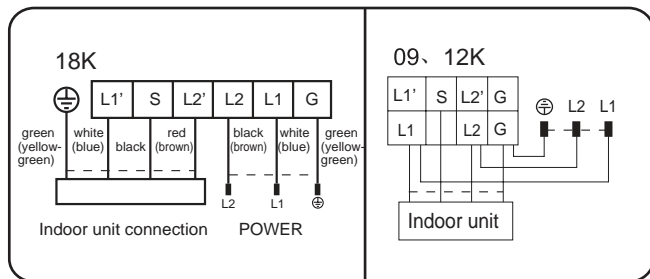 18K
L1' S L2' L2 L1 G
green
(yellow-
green)
white
(blue)
black
red
(brown)
black
(brown)
white
(blue)
green
(yellow-
green)
L2 L1
Indoor unit connection POWER
09、12K
L1' S L2' G
L1 L2 G
L2 L1
Indoor unit